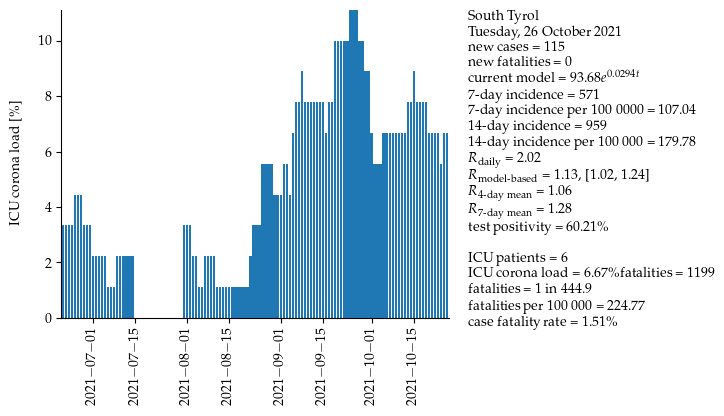 10
8
6
4
2
0
ICU corona load [%]
2021−07−01
2021−07−15
2021−08−01
2021−08−15
2021−09−01
2021−09−15
2021−10−01
2021−10−15
South Tyrol
Tuesday, 26 October 2021
new cases = 115
new fatalities = 0
current model = 93.68e^0.0294t
7-day incidence = 571
7-day incidence per 100 0000 = 107.04
14-day incidence = 959
14-day incidence per 100 000 = 179.78
R_daily = 2.02
R_model-based = 1.13, [1.02, 1.24]
R_4-day mean = 1.06
R_7-day mean = 1.28
test positivity = 60.21%
ICU patients = 6
ICU corona load = 6.67%fatalities = 1199
fatalities = 1 in 444.9
fatalities per 100 000 = 224.77
case fatality rate = 1.51%